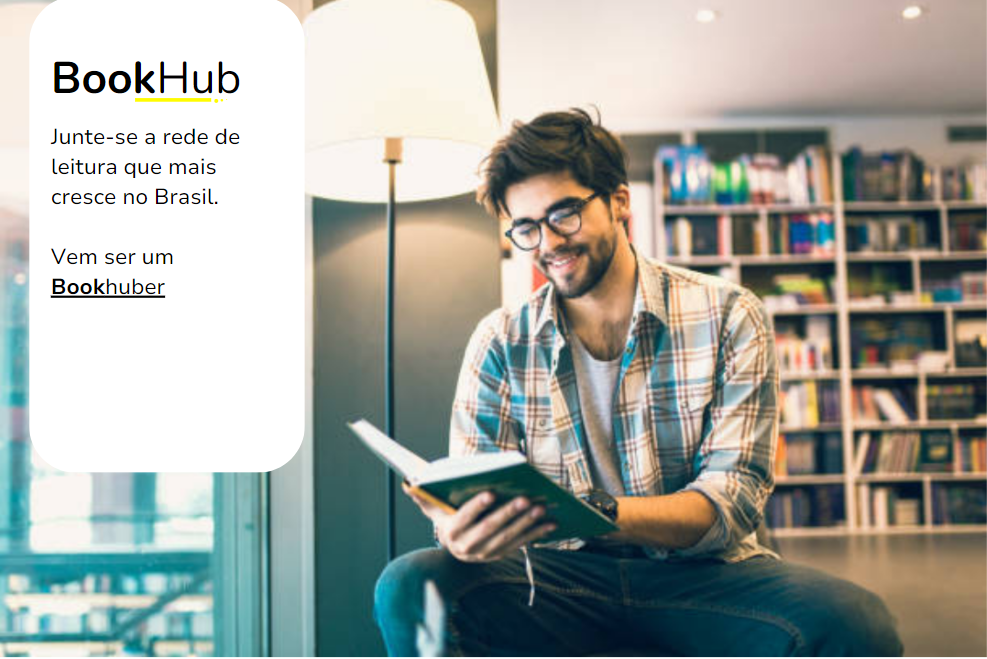 BookHub
Junte-se a rede de
leitura que mais
cresce no Brasil.
Vem ser um
Bookhuber